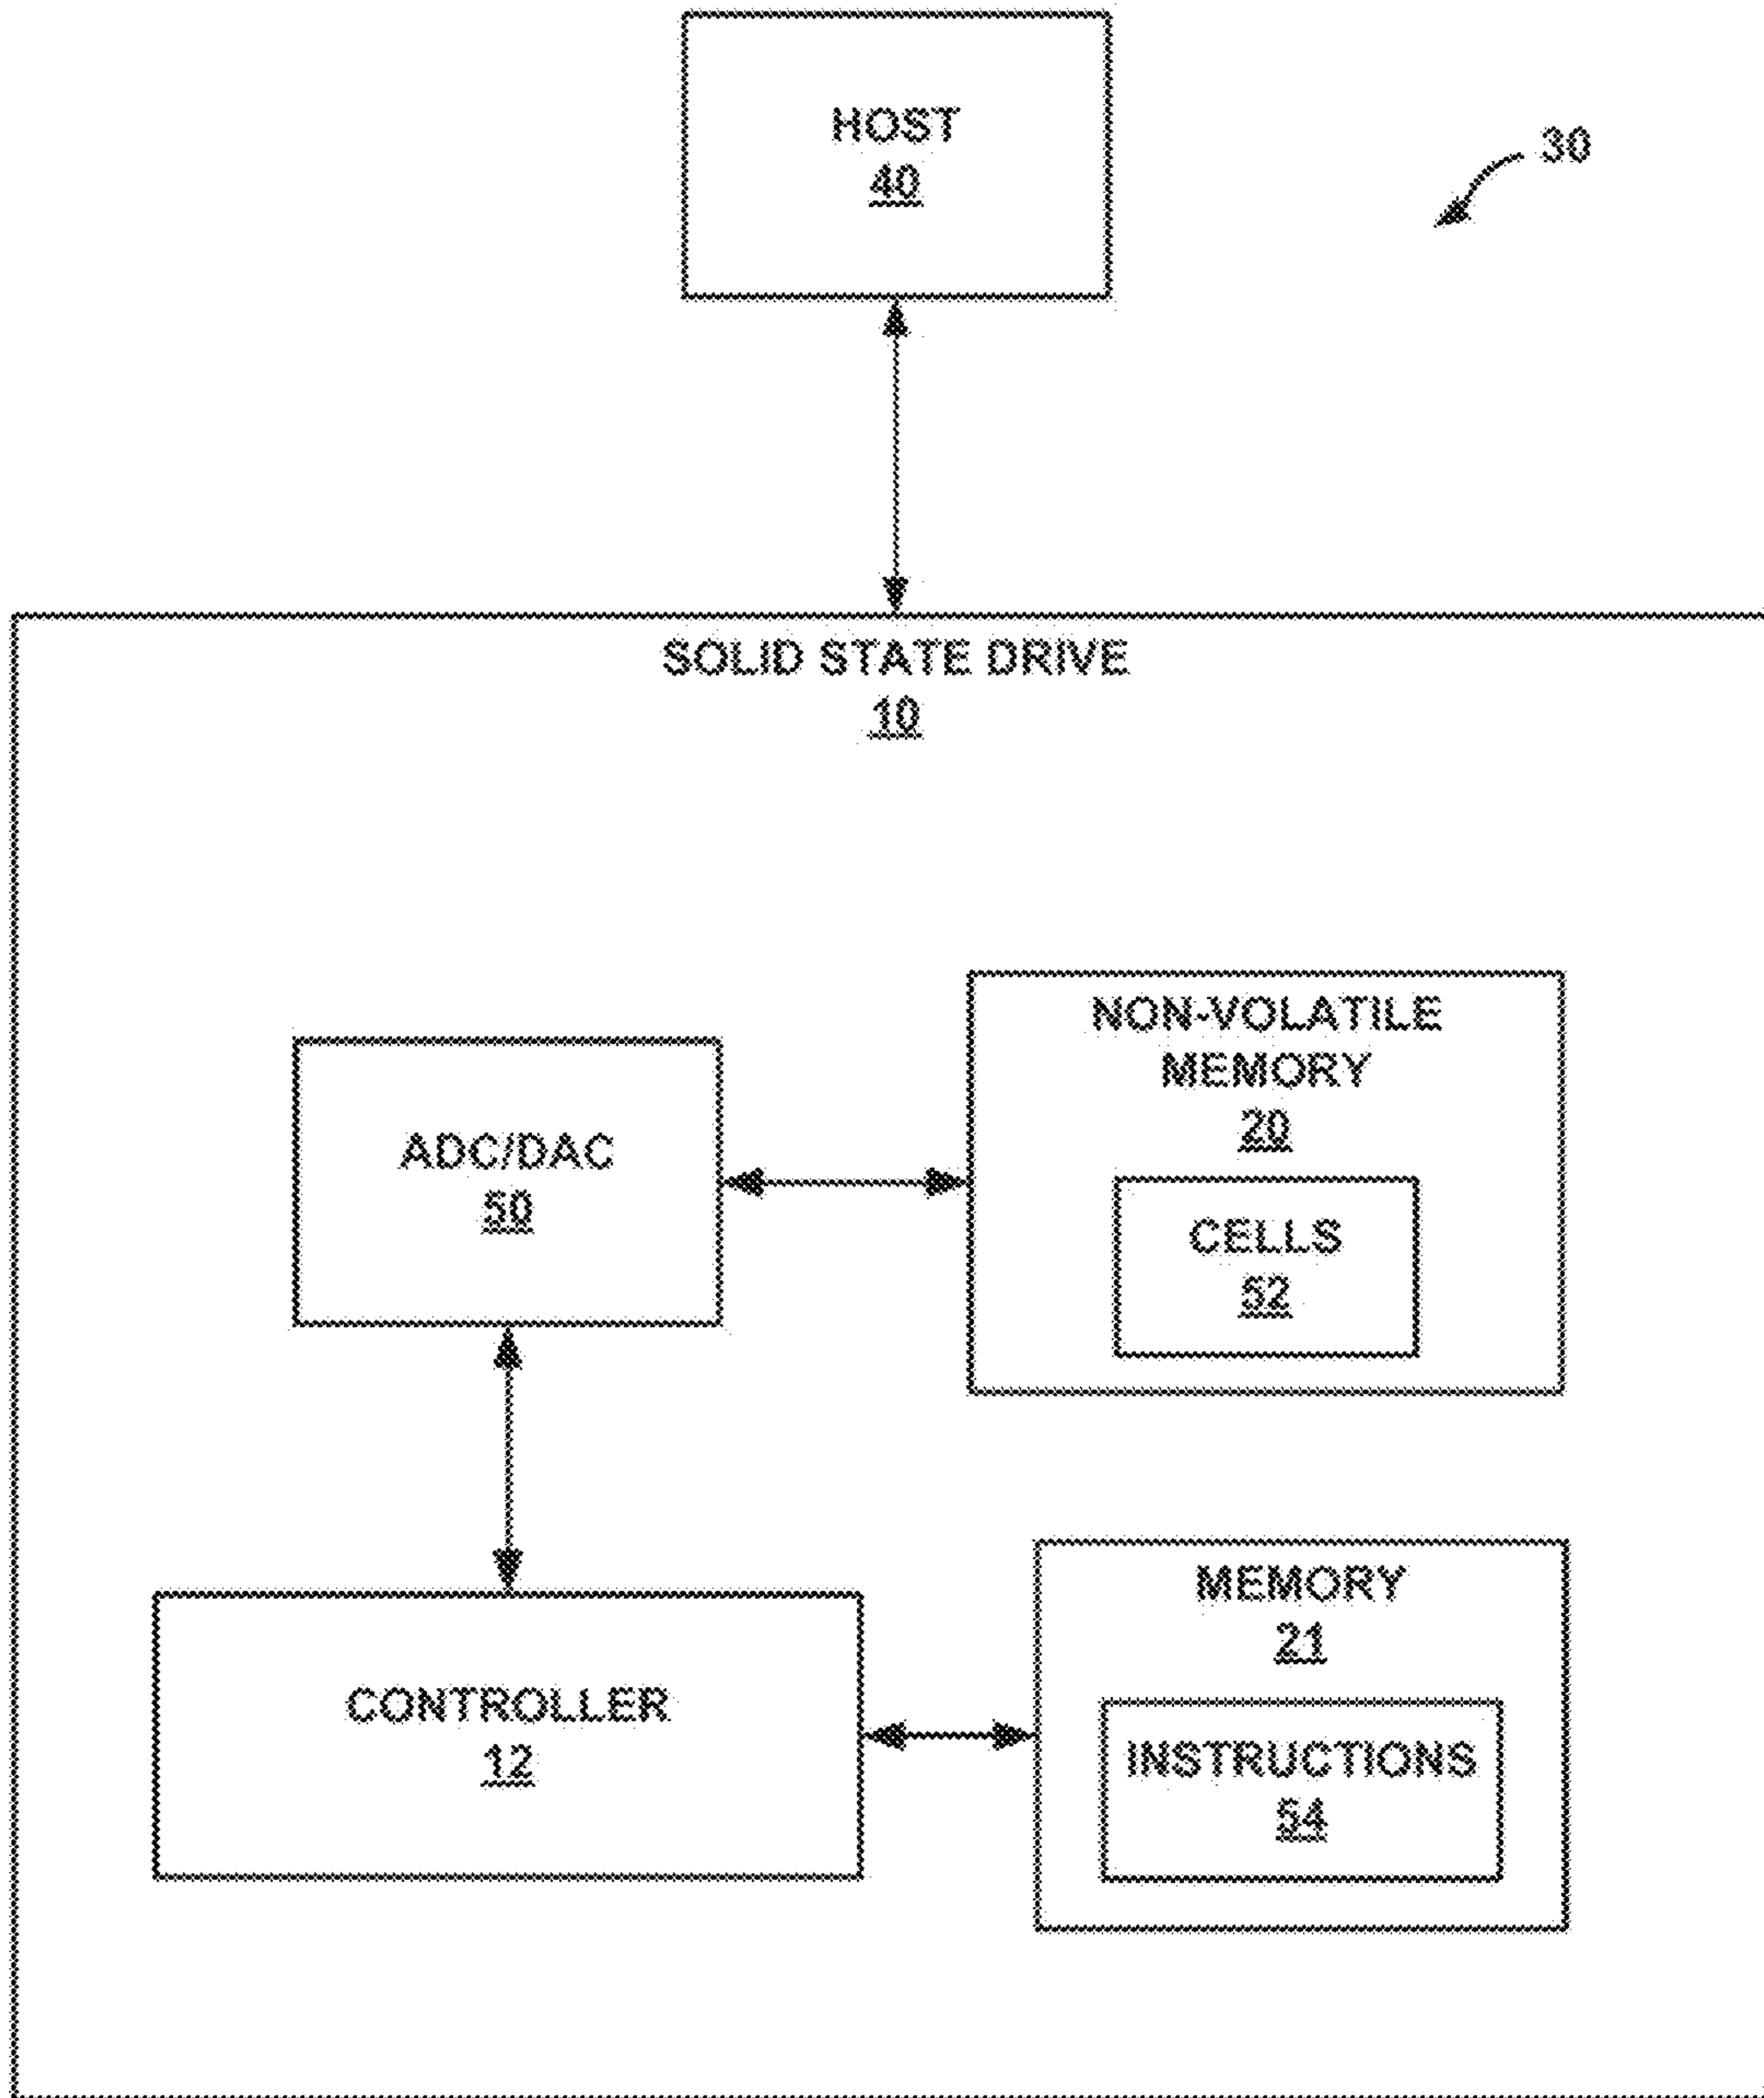 HOST
40
30
SOLID STATE DRIVE
10
NON-VOLATILE
MEMORY
20
CELLS
52
ADC/DAC
50
CONTROLLER
12
MEMORY
21
INSTRUCTIONS
54